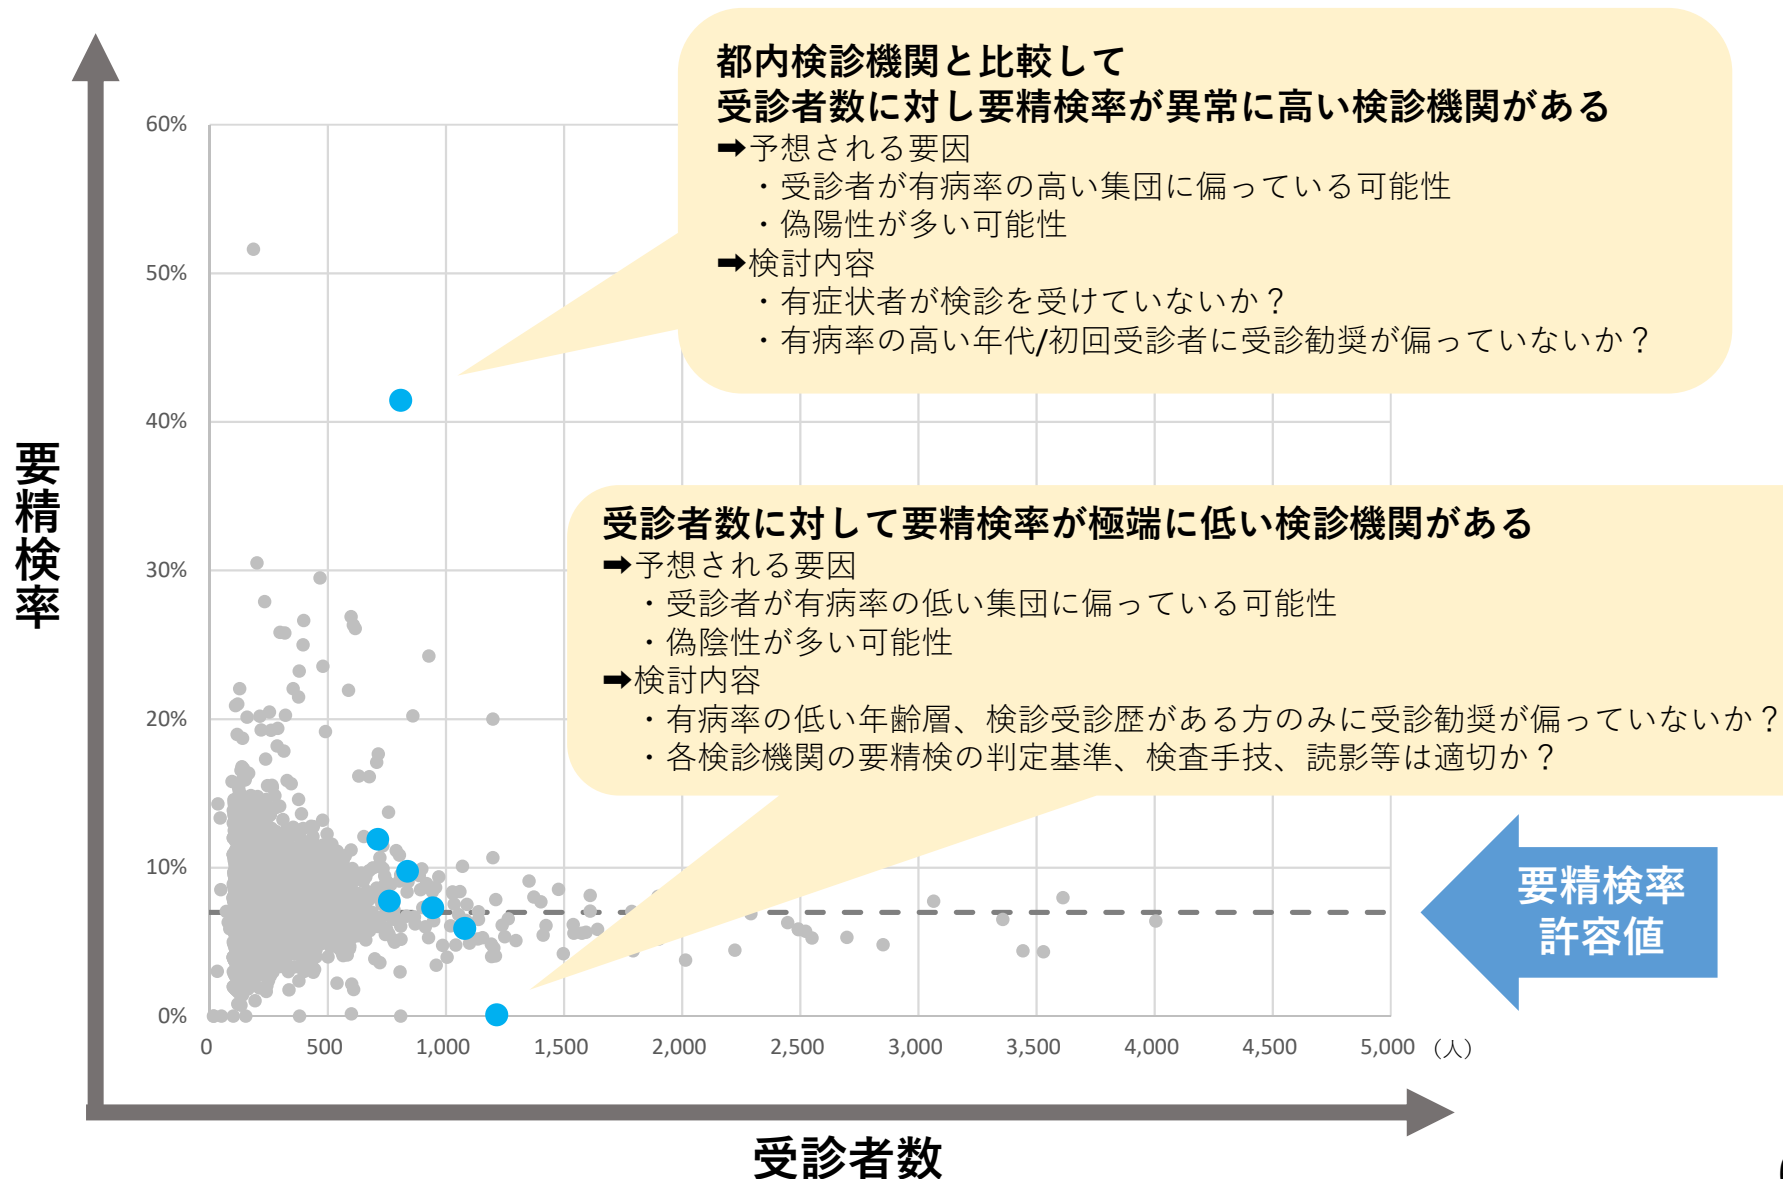 都内検診機関と比較して
受診者数に対し要精検率が異常に高い検診機関がある
➡予想される要因
・受診者が有病率の高い集団に偏っている可能性
・偽陽性が多い可能性
➡検討内容
・有症状者が検診を受けていないか？
・有病率の高い年代/初回受診者に受診勧奨が偏っていないか？
受診者数に対して要精検率が極端に低い検診機関がある
➡予想される要因
・受診者が有病率の低い集団に偏っている可能性
・偽陰性が多い可能性
➡検討内容
・有病率の低い年齢層、検診受診歴がある方のみに受診勧奨が偏っていないか？
・各検診機関の要精検の判定基準、検査手技、読影等は適切か？
要精検率
60%
50%
40%
30%
20%
10%
0%
要精検率
許容値
0 500 1,000 1,500 2,000 2,500 3,000 3,500 4,000 4,500 5,000 （人）
受診者数